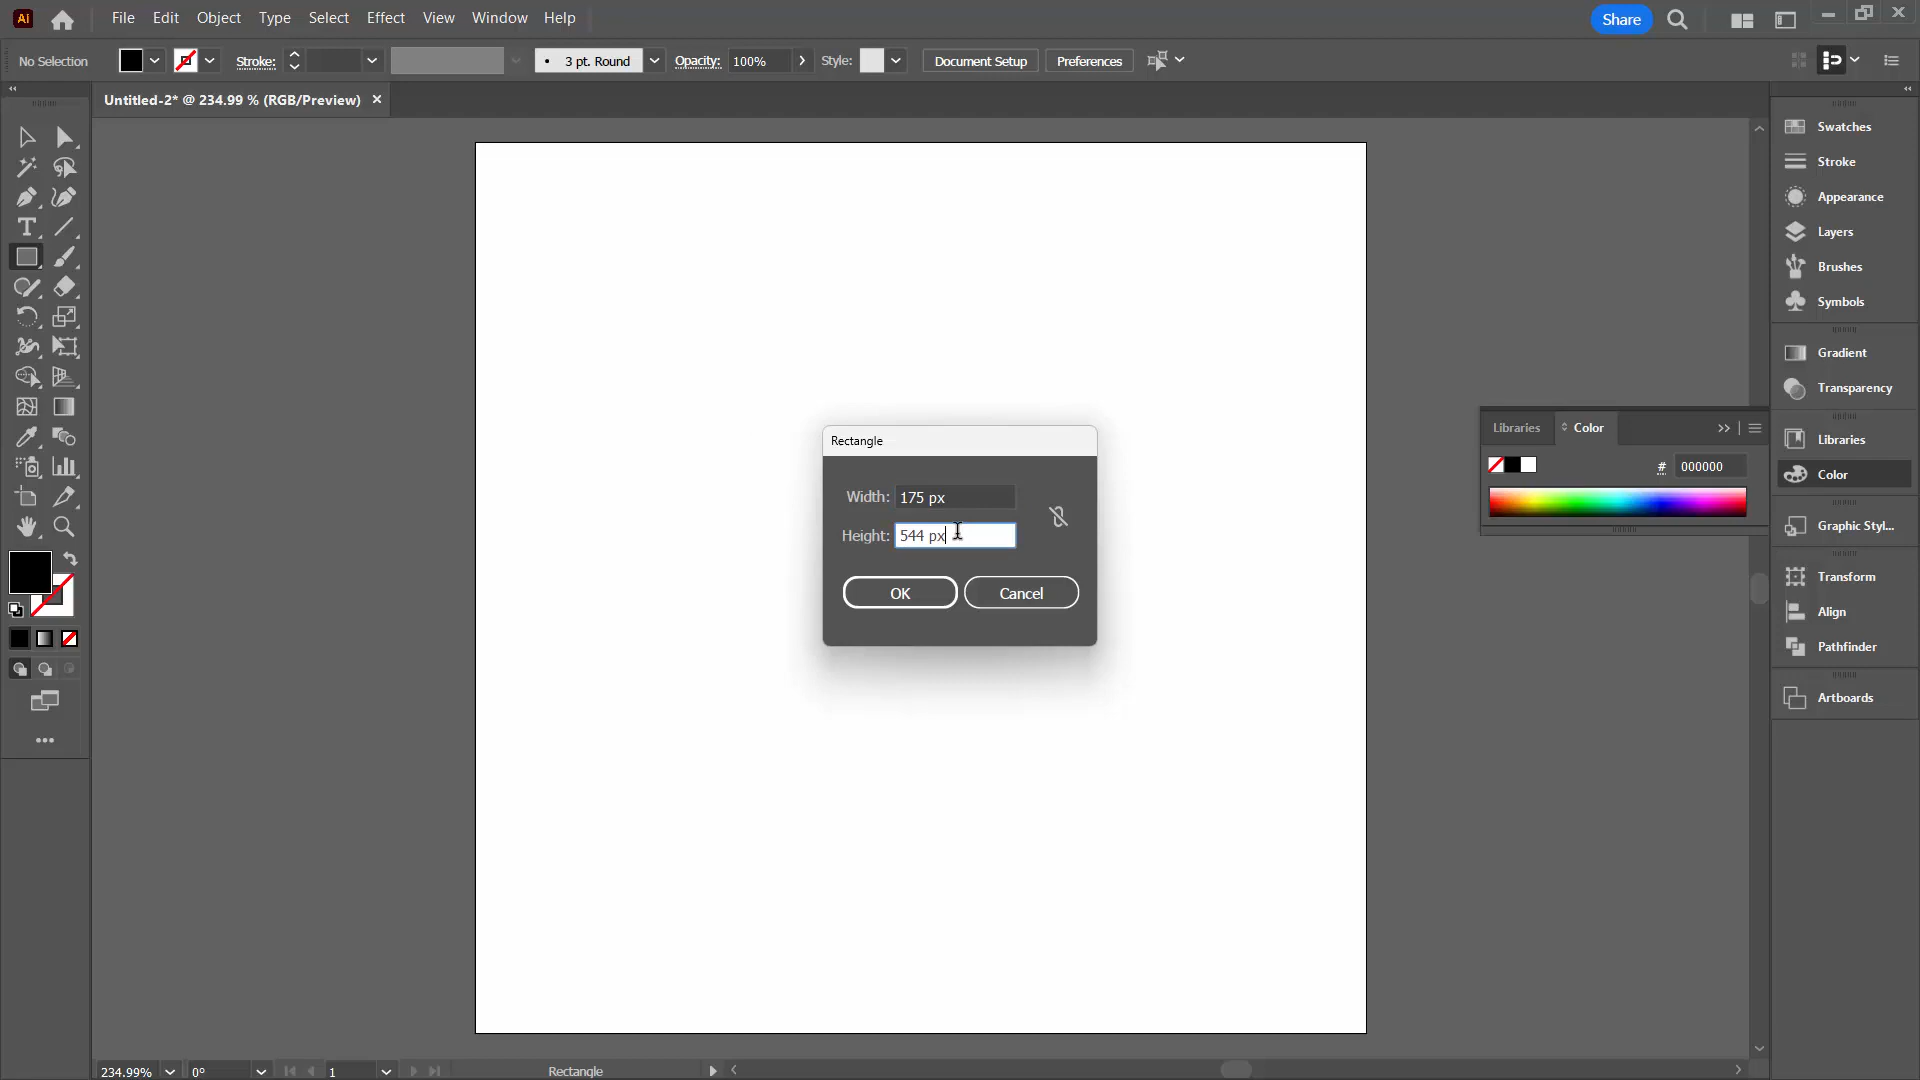 Ai File Edit Object Type Select Effect View Window Help Share
No Selection Stroke: 3 pt. Round Opacity: 100% Style: Document Setup Preferences
Untitled-2* @ 234.99 % (RGB/Preview) ×
Swatches
Stroke
Appearance
Layers
Brushes
Symbols
Gradient
Transparency
Libraries
Color
Graphic Styl...
Transform
Align
Pathfinder
Artboards
Libraries Color
# 000000
Rectangle
Width: 175 px
Height: 544 px
OK Cancel
234.99% 0° 1 Rectangle